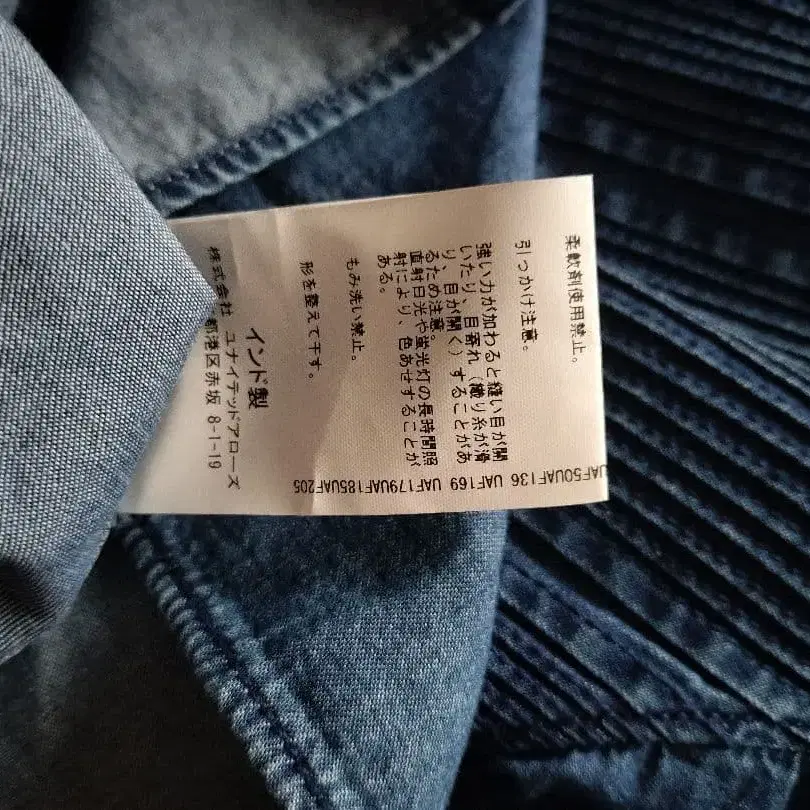 柔軟剤使用禁止。
引っかけ注意。
強い力が加わると縫い目が開
いたり、目寄れ（織り糸が滑
り、目が開く）することがあ
るため注意。
直射日光や蛍光灯の長時間照
射により、色あせすることが
ある。
もみ洗い禁止。
形を整えて干す。
インド製
株式会社 ユナイテッドアローズ
都港区赤坂 8-1-19
UAF50UAF136 UAF169 UAF179UAF185UAF205